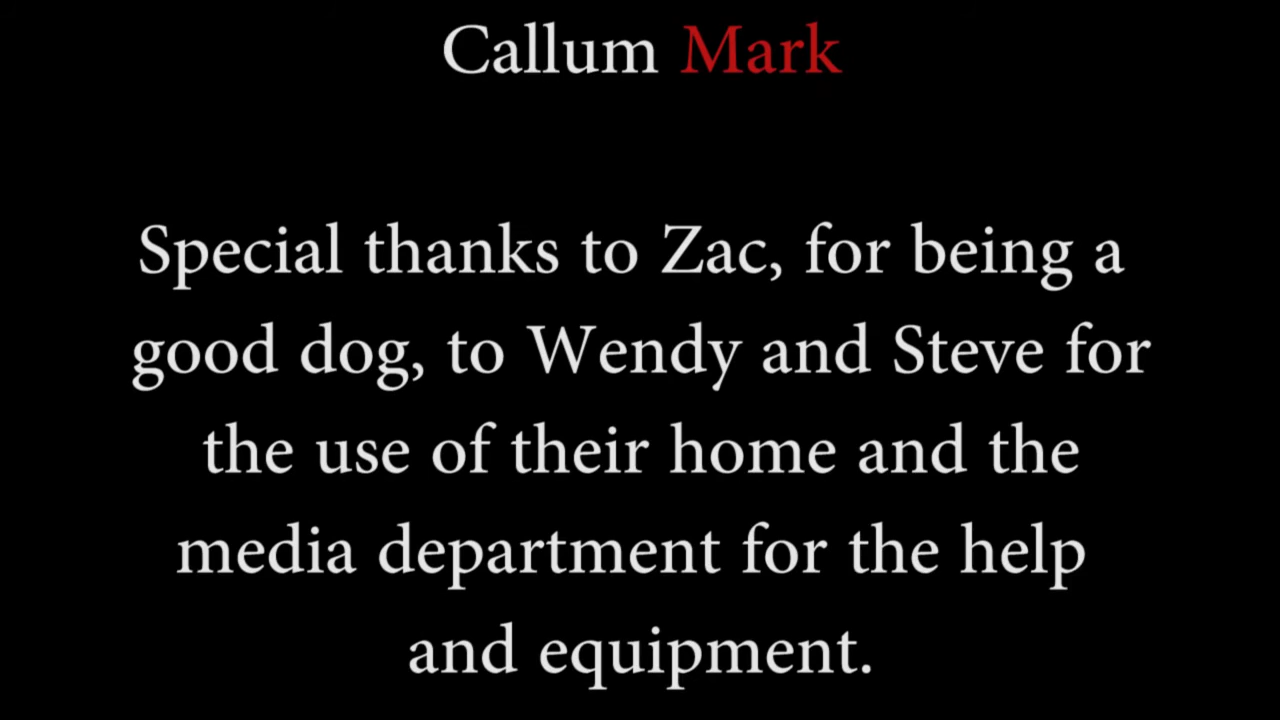 Callum Mark
Special thanks to Zac, for being a
good dog, to Wendy and Steve for
the use of their home and the
media department for the help
and equipment.